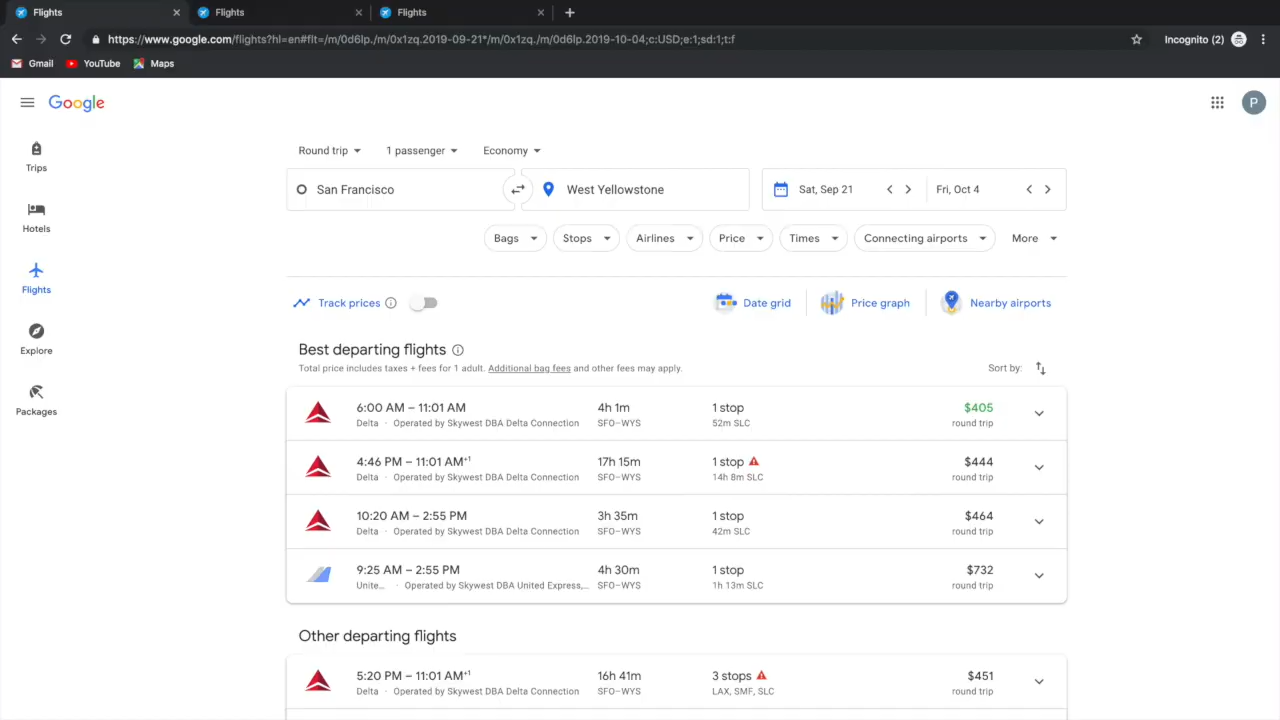 Flights
Flights
Flights
https://www.google.com/flights?hl=en#flt=/m/0d6lp./m/0x1zq.2019-09-21*/m/0x1zq./m/0d6lp.2019-10-04;c:USD;e:1;sd:1;t:f
Incognito (2)
Gmail
YouTube
Maps
Google
P
Trips
Hotels
Flights
Explore
Packages
Round trip
1 passenger
Economy
San Francisco
West Yellowstone
Sat, Sep 21
Fri, Oct 4
Bags
Stops
Airlines
Price
Times
Connecting airports
More
Track prices
Date grid
Price graph
Nearby airports
Best departing flights
Total price includes taxes + fees for 1 adult. Additional bag fees and other fees may apply.
Sort by:
6:00 AM – 11:01 AM
4h 1m
1 stop
$405
Delta · Operated by Skywest DBA Delta Connection
SFO–WYS
52m SLC
round trip
4:46 PM – 11:01 AM+1
17h 15m
1 stop
$444
Delta · Operated by Skywest DBA Delta Connection
SFO–WYS
14h 8m SLC
round trip
10:20 AM – 2:55 PM
3h 35m
1 stop
$464
Delta · Operated by Skywest DBA Delta Connection
SFO–WYS
42m SLC
round trip
9:25 AM – 2:55 PM
4h 30m
1 stop
$732
Unite... · Operated by Skywest DBA United Express,...
SFO–WYS
1h 13m SLC
round trip
Other departing flights
5:20 PM – 11:01 AM+1
16h 41m
3 stops
$451
Delta · Operated by Skywest DBA Delta Connection
SFO–WYS
LAX, SMF, SLC
round trip